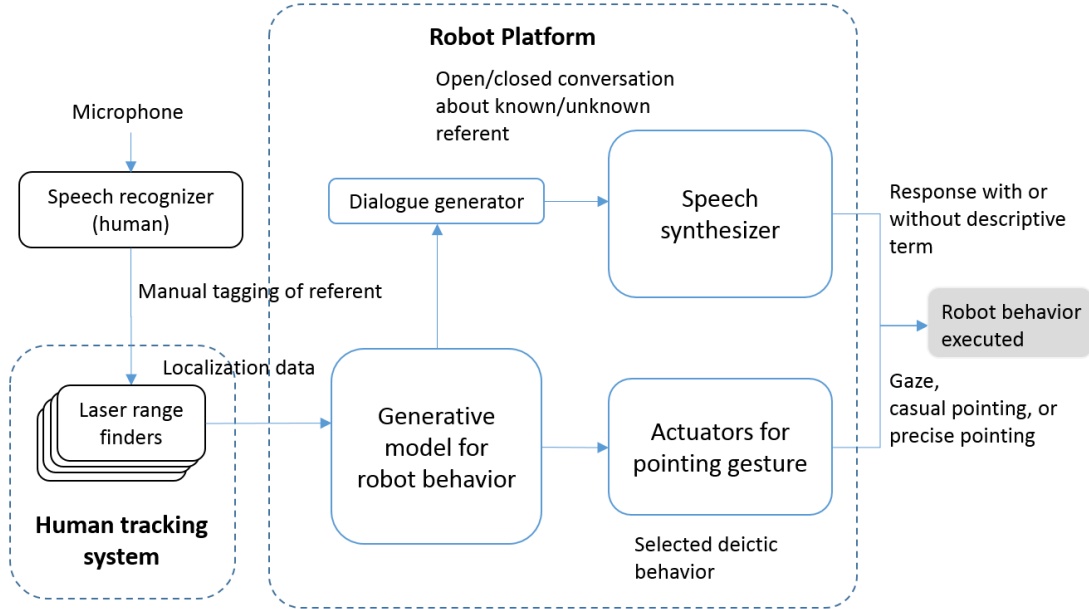 Robot Platform
Open/closed conversation
about known/unknown
referent
Microphone
Speech recognizer
(human)
Dialogue generator
Speech
synthesizer
Response with or
without descriptive
term
Manual tagging of referent
Robot behavior
executed
Localization data
Laser range
finders
Generative
model for
robot behavior
Actuators for
pointing gesture
Gaze,
casual pointing, or
precise pointing
Human tracking
system
Selected deictic
behavior